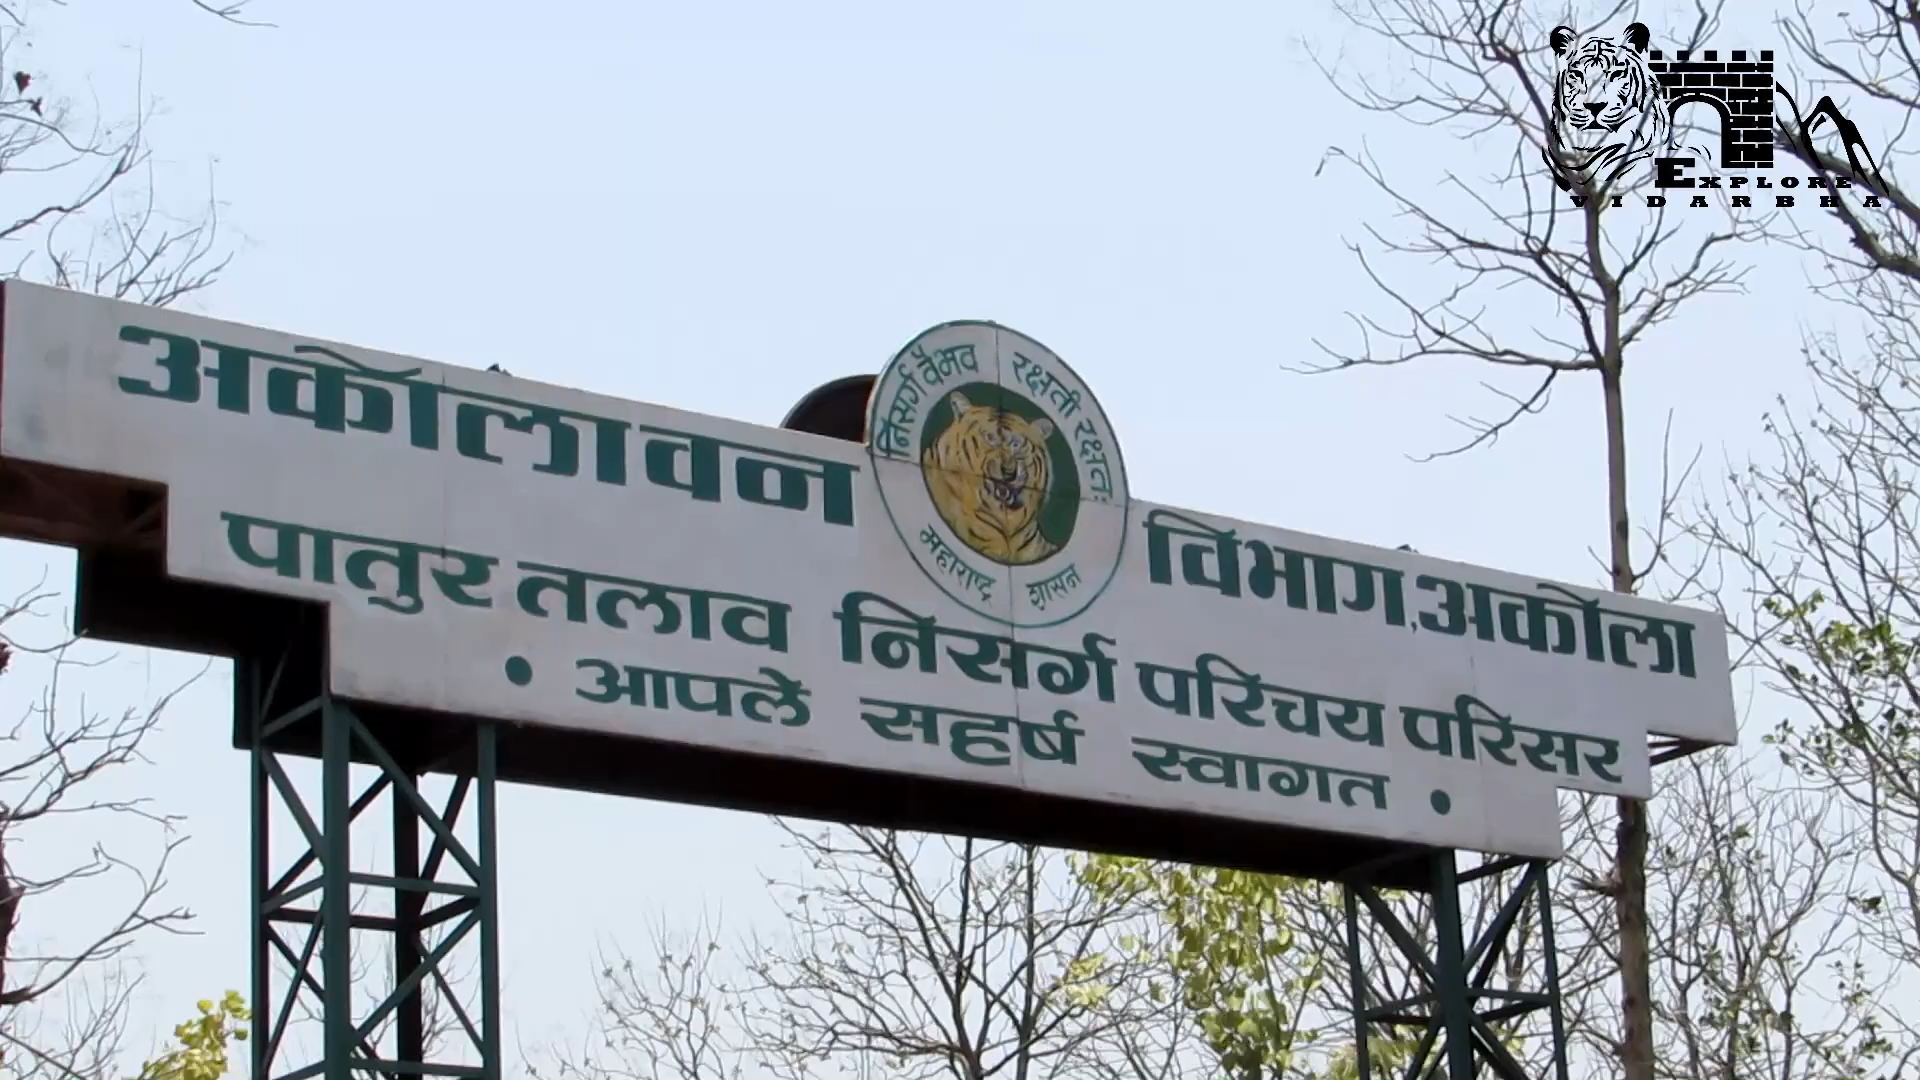 EXPLORE
VIDARBHA
निसर्ग वैभव रक्षती रक्षतः
महाराष्ट्र शासन
अकोला वन विभाग, अकोला
पातुर तलाव निसर्ग परिचय परिसर
• आपले सहर्ष स्वागत •